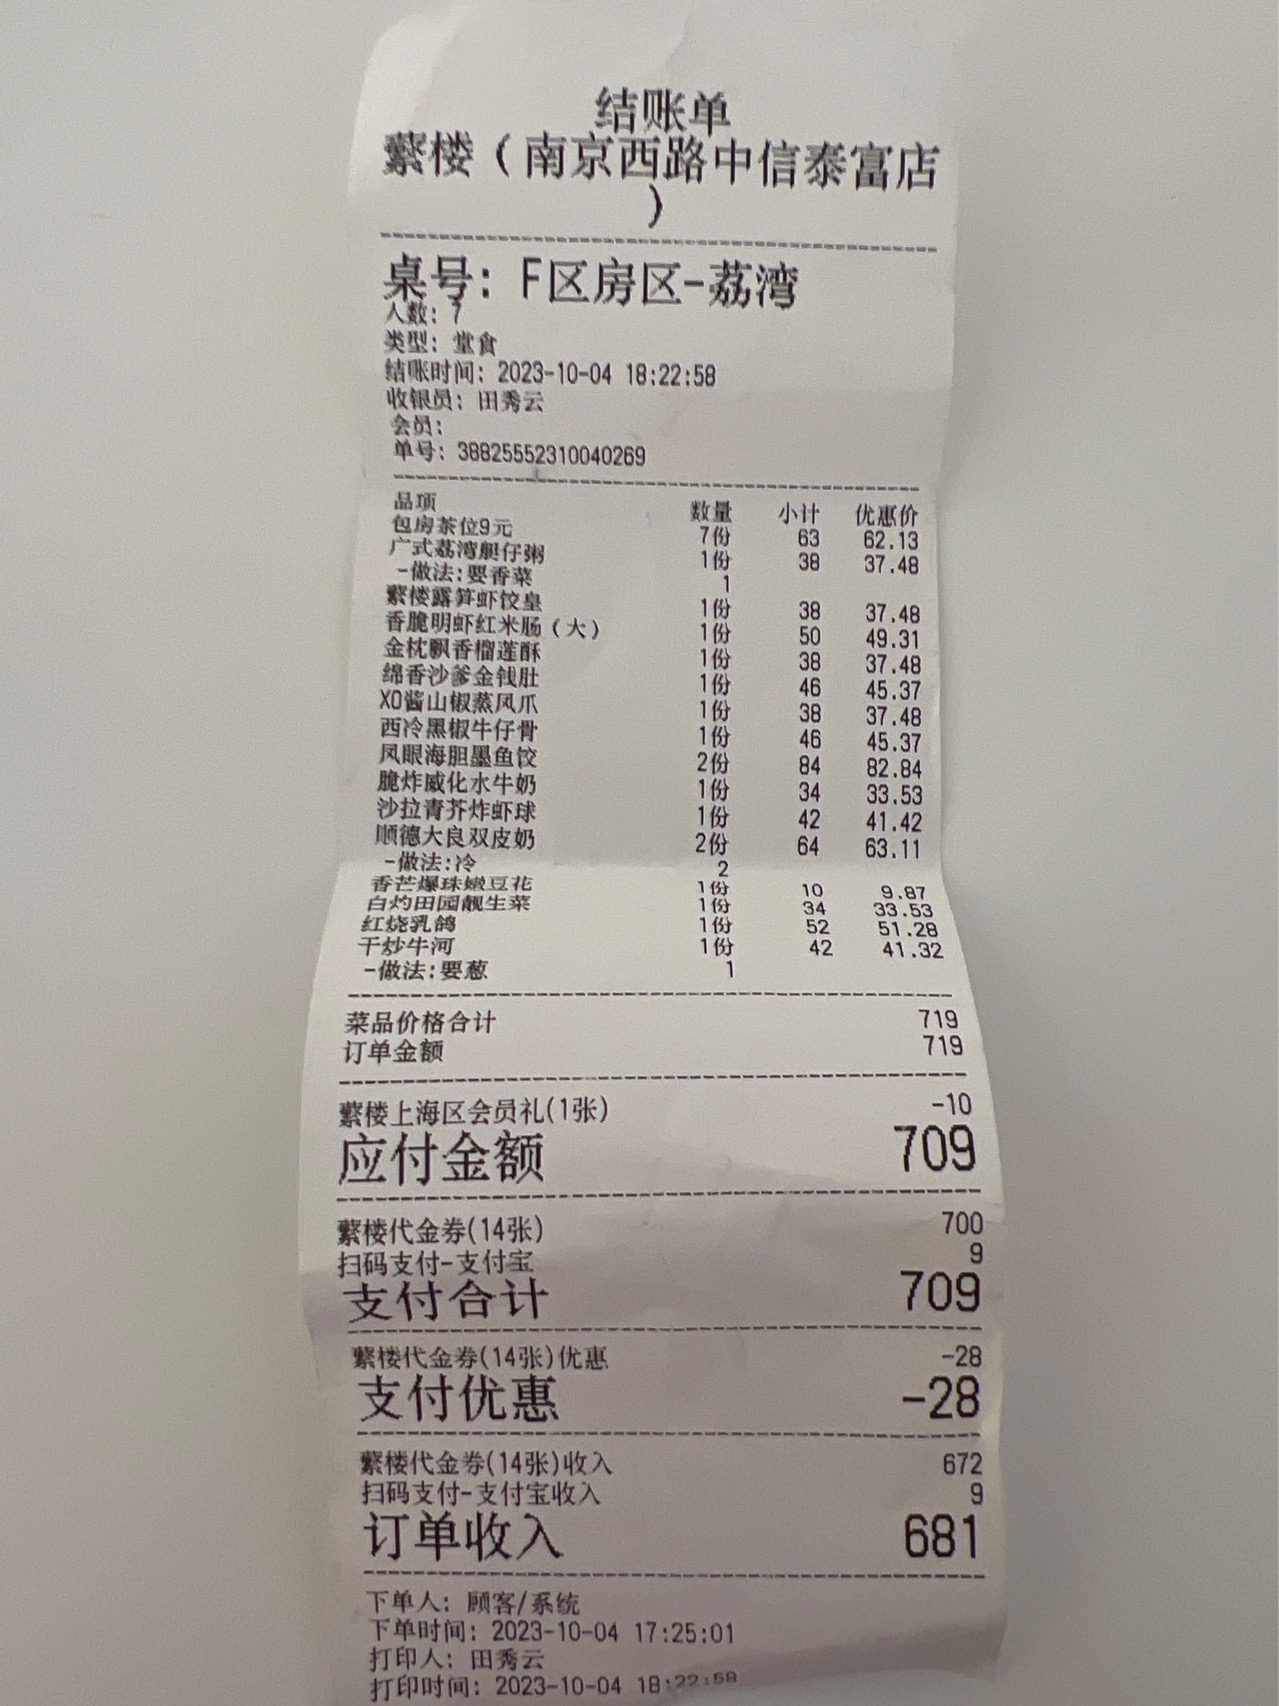 结账单
蘩楼（南京西路中信泰富店
）
桌号：F区房区-荔湾
人数：7
类型：堂食
结账时间：2023-10-04 18:22:58
收银员：田秀云
会员：
单号：38825552310040269
品项 数量 小计 优惠价
包房茶位9元 7份 63 62.13
广式荔湾艇仔粥 1份 38 37.48
-做法:要香菜 1
蘩楼露笋虾饺皇 1份 38 37.48
香脆明虾红米肠（大） 1份 50 49.31
金枕飘香榴莲酥 1份 38 37.48
绵香沙爹金钱肚 1份 46 45.37
XO酱山椒蒸凤爪 1份 38 37.48
西冷黑椒牛仔骨 1份 46 45.37
凤眼海胆墨鱼饺 2份 84 82.84
脆炸威化水牛奶 1份 34 33.53
沙拉青芥炸虾球 1份 42 41.42
顺德大良双皮奶 2份 64 63.11
-做法:冷 2
香芒爆珠嫩豆花 1份 10 9.87
白灼田园靓生菜 1份 34 33.53
红烧乳鸽 1份 52 51.28
干炒牛河 1份 42 41.32
-做法:要葱 1
菜品价格合计 719
订单金额 719
蘩楼上海区会员礼(1张) -10
应付金额 709
蘩楼代金券(14张) 700
扫码支付-支付宝 9
支付合计 709
蘩楼代金券(14张)优惠 -28
支付优惠 -28
蘩楼代金券(14张)收入 672
扫码支付-支付宝收入 9
订单收入 681
下单人：顾客/系统
下单时间：2023-10-04 17:25:01
打印人：田秀云
打印时间：2023-10-04 18:22:58